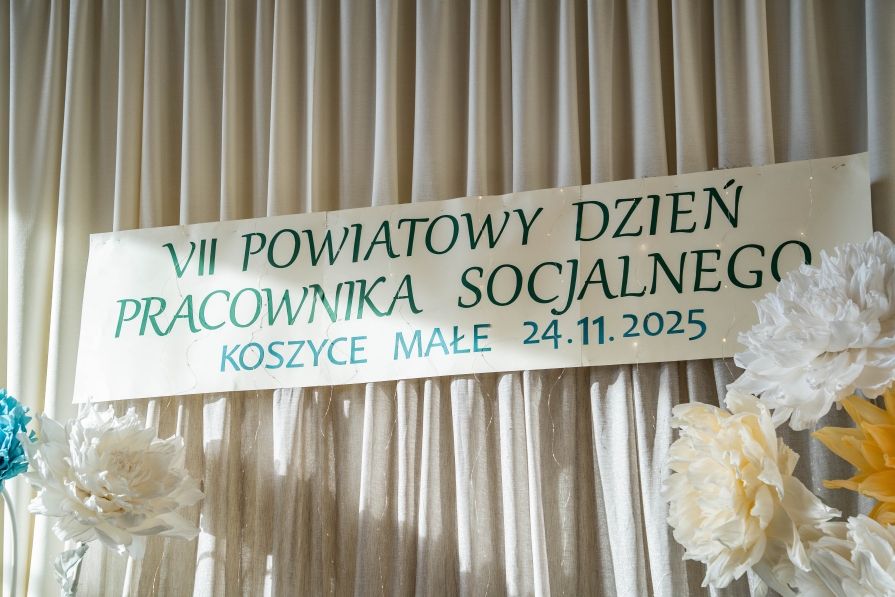 VII POWIATOWY DZIEŃ
PRACOWNIKA SOCJALNEGO
KOSZYCE MAŁE 24.11.2025